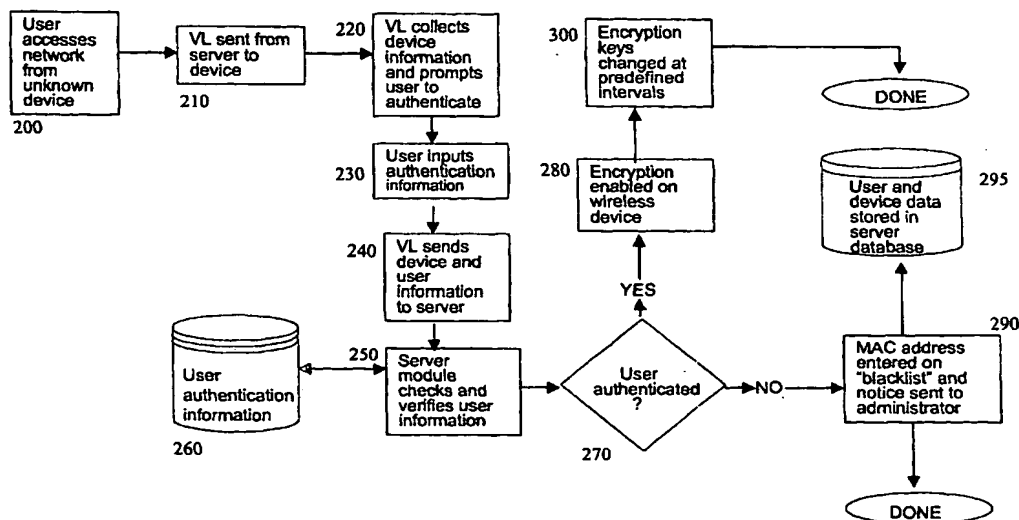 User
accesses
network
from
unknown
device
200
VL sent from
server to
device
210
220
VL collects
device
information
and prompts
user to
authenticate
230
User inputs
authentication
information
240
VL sends
device and
user
information
to server
250
Server
module
checks and
verifies user
information
User
authentication
information
260
User
authenticated
?
270
YES
NO
280
Encryption
enabled on
wireless
device
300
Encryption
keys
changed at
predefined
intervals
DONE
295
User and
device data
stored in
server
database
290
MAC address
entered on
"blacklist" and
notice sent to
administrator
DONE